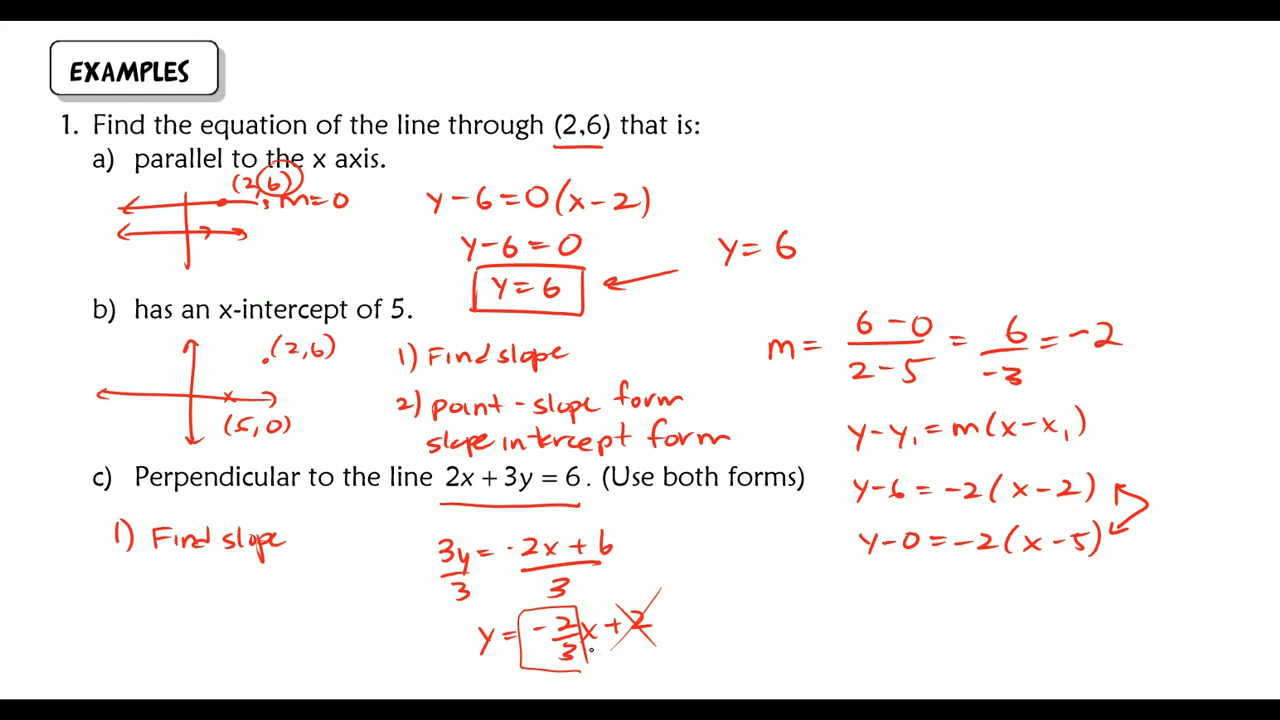 EXAMPLES
1. Find the equation of the line through (2,6) that is:
a) parallel to the x axis.
(2,6)
m=0
y-6=0(x-2)
y-6=0
y=6
y=6
b) has an x-intercept of 5.
(2,6)
(5,0)
1) Find slope
2) point-slope form
slope intercept form
m= 6-0/2-5 = 6/-3 = -2
y-y₁=m(x-x₁)
y-6=-2(x-2)
y-0=-2(x-5)
c) Perpendicular to the line 2x+3y=6. (Use both forms)
1) Find slope
3y/3 = -2x+6/3
y= -2/3x+2